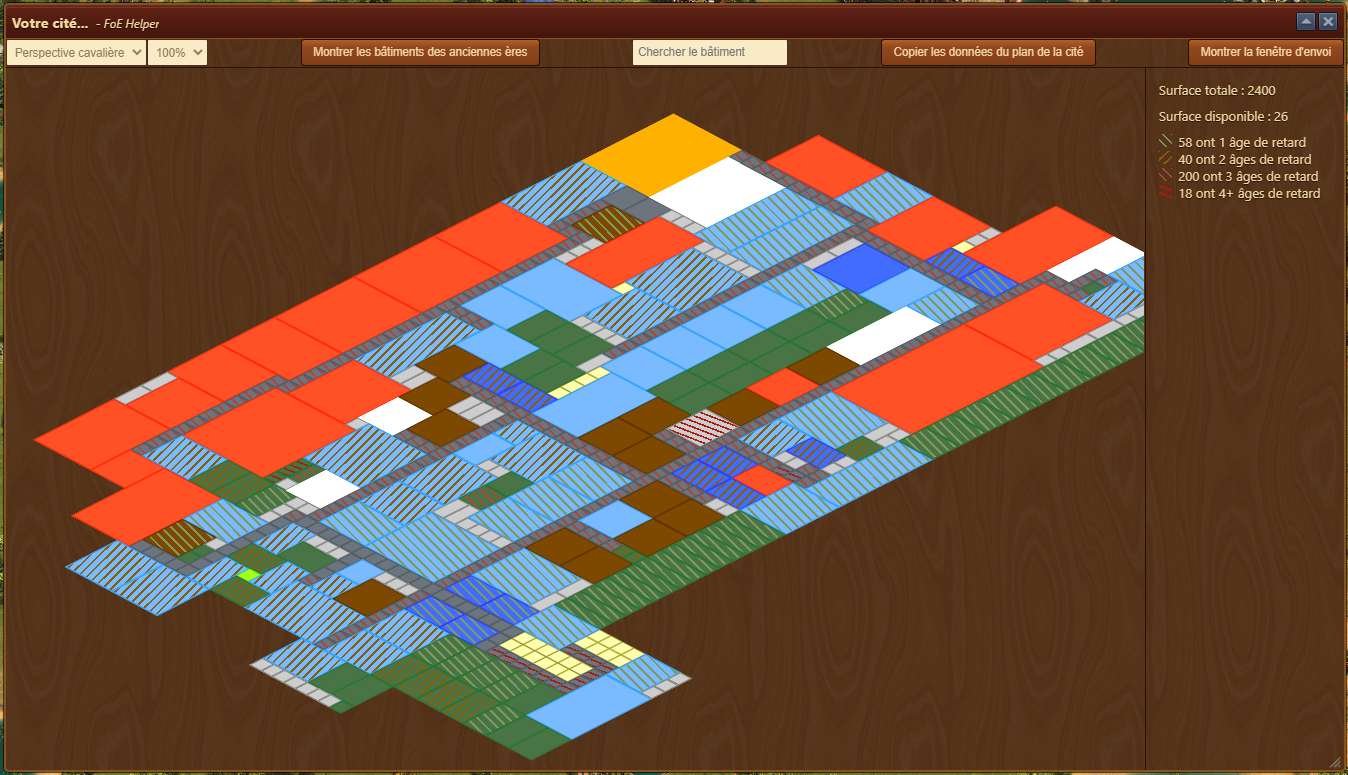 Votre cité... - FoE Helper
Perspective cavalière 100% Montrer les bâtiments des anciennes ères Chercher le bâtiment Copier les données du plan de la cité Montrer la fenêtre d'envoi
Surface totale : 2400
Surface disponible : 26
58 ont 1 âge de retard
40 ont 2 âges de retard
200 ont 3 âges de retard
18 ont 4+ âges de retard